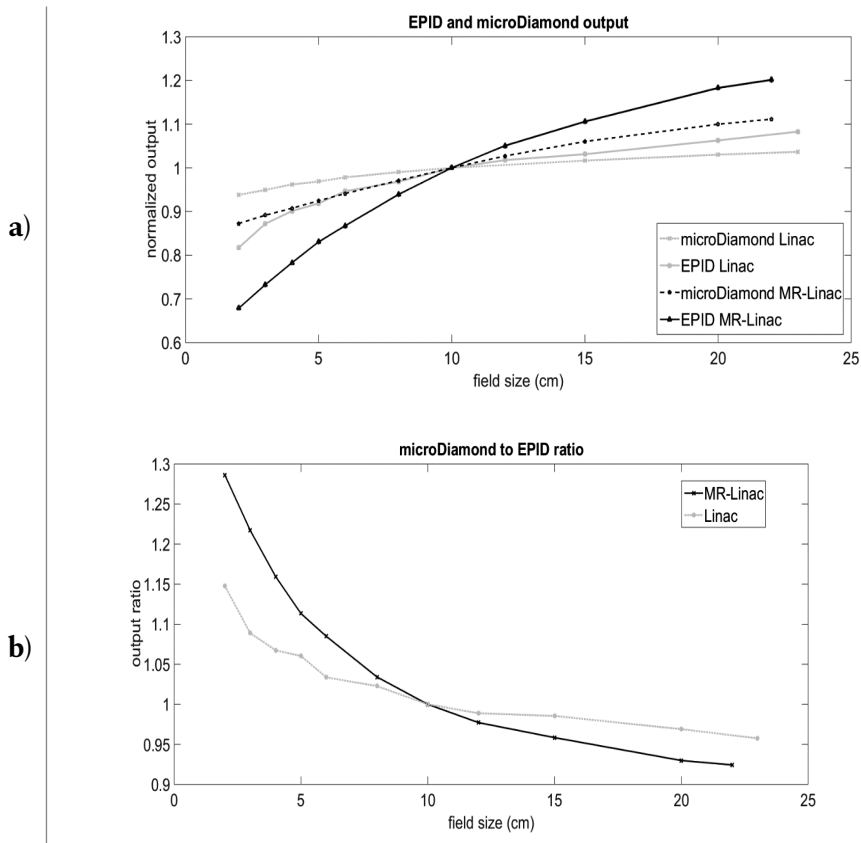 a)
EPID and microDiamond output
normalized output
1.3
1.2
1.1
1
0.9
0.8
0.7
0.6
0 5 10 15 20 25
field size (cm)
microDiamond Linac
EPID Linac
microDiamond MR-Linac
EPID MR-Linac
b)
microDiamond to EPID ratio
output ratio
1.3
1.25
1.2
1.15
1.1
1.05
1
0.95
0.9
0 5 10 15 20 25
field size (cm)
MR-Linac
Linac